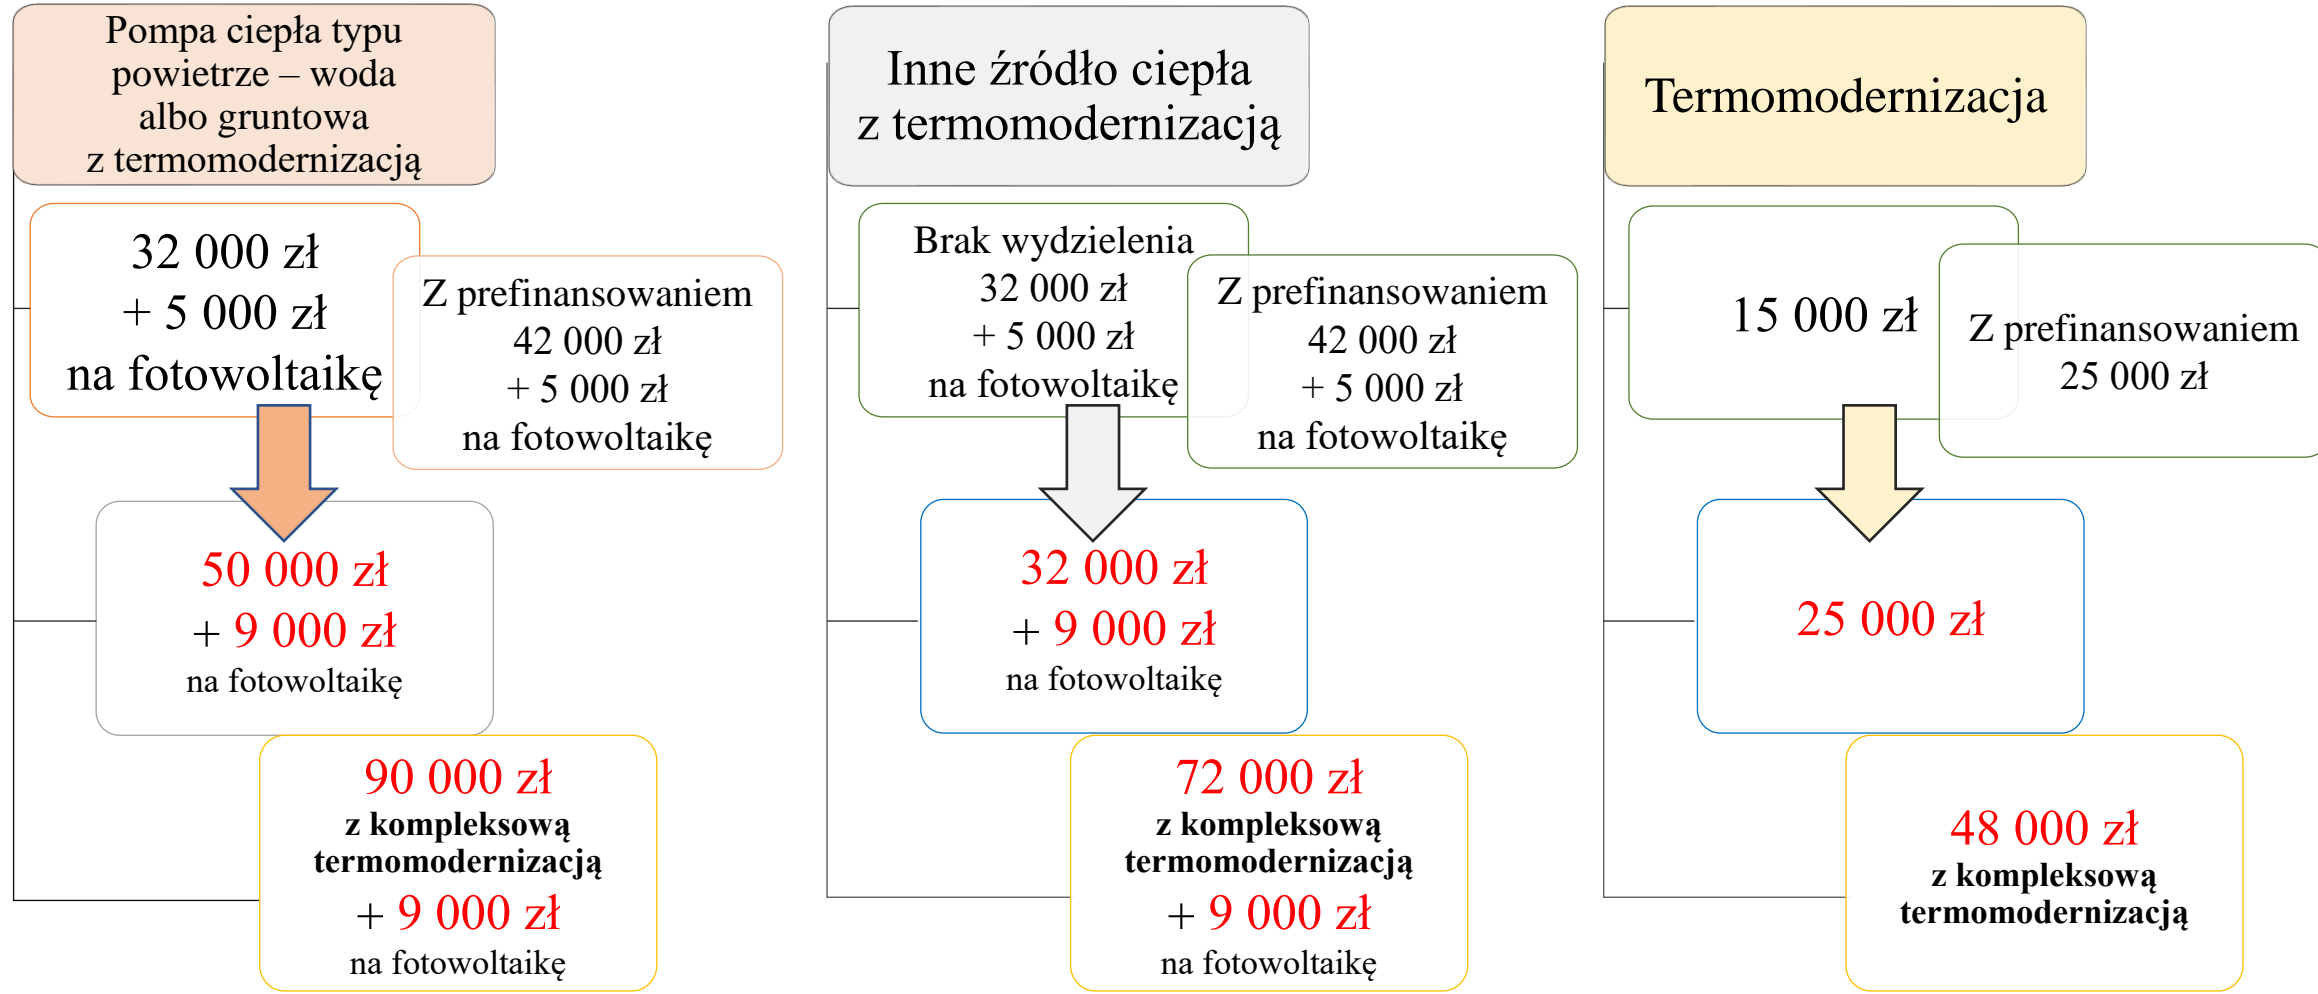 Pompa ciepła typu
powietrze – woda
albo gruntowa
z termomodernizacją
32 000 zł
+ 5 000 zł
na fotowoltaikę
Z prefinansowaniem
42 000 zł
+ 5 000 zł
na fotowoltaikę
50 000 zł
+ 9 000 zł
na fotowoltaikę
90 000 zł
z kompleksową
termomodernizacją
+ 9 000 zł
na fotowoltaikę
Inne źródło ciepła
z termomodernizacją
Brak wydzielenia
32 000 zł
+ 5 000 zł
na fotowoltaikę
Z prefinansowaniem
42 000 zł
+ 5 000 zł
na fotowoltaikę
32 000 zł
+ 9 000 zł
na fotowoltaikę
72 000 zł
z kompleksową
termomodernizacją
+ 9 000 zł
na fotowoltaikę
Termomodernizacja
15 000 zł
Z prefinansowaniem
25 000 zł
25 000 zł
48 000 zł
z kompleksową
termomodernizacją